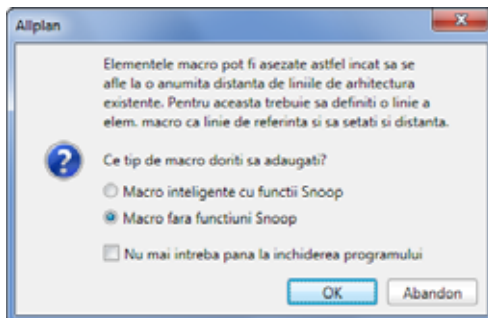 Allplan
Elementele macro pot fi asezate astfel incat sa se
afle la o anumita distanta de liniile de arhitectura
existente. Pentru aceasta trebuie sa definiti o linie a
elem. macro ca linie de referinta si sa setati si distanta.
Ce tip de macro doriti sa adaugati?
Macro inteligente cu functii Snoop
Macro fara functiuni Snoop
Nu mai intreba pana la inchiderea programului
OK
Abandon